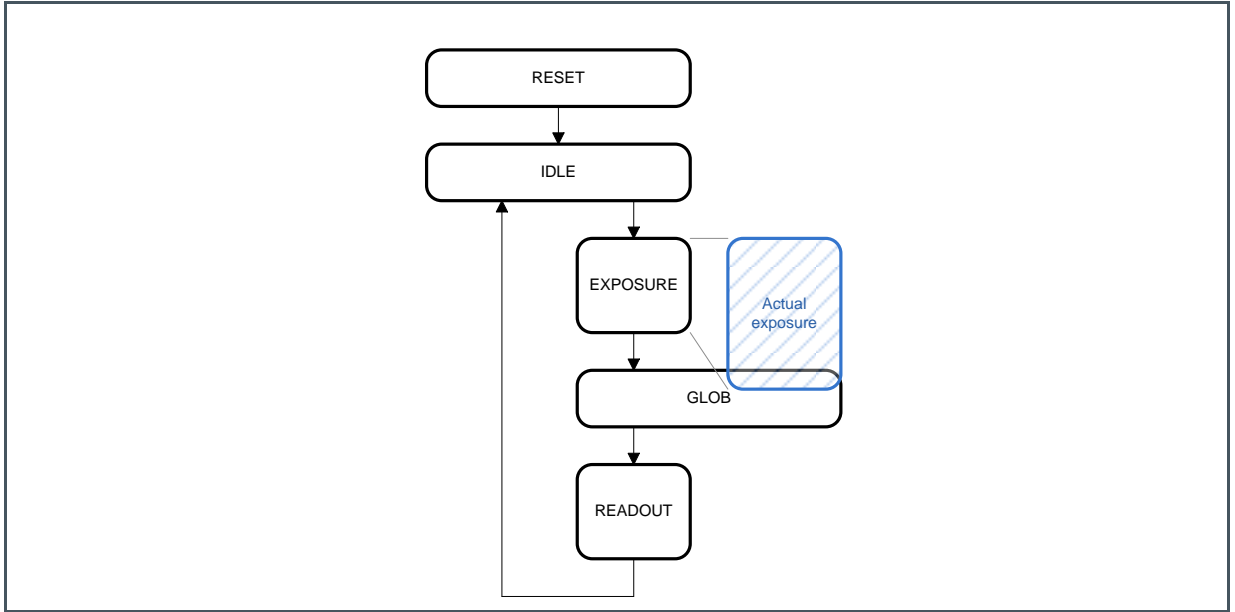 RESET
IDLE
EXPOSURE
Actual
exposure
GLOB
READOUT